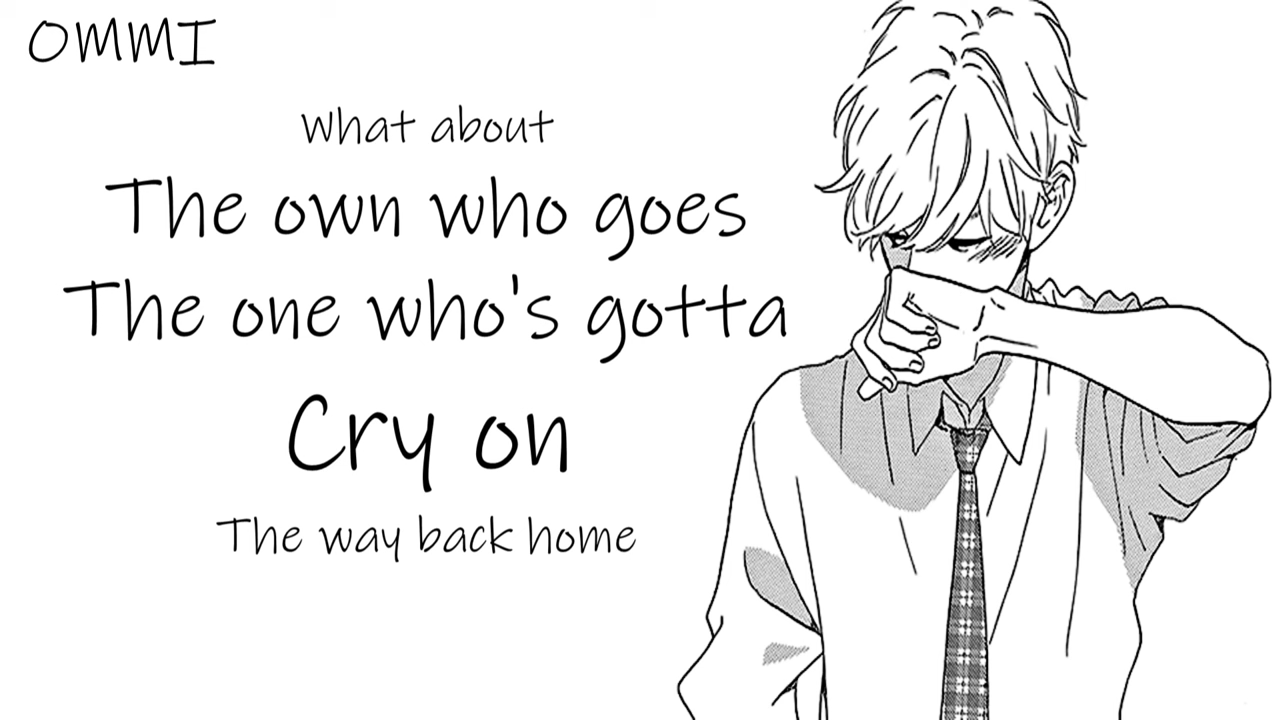 OMMI
What about
The own who goes
The one who's gotta
Cry on
The way back home